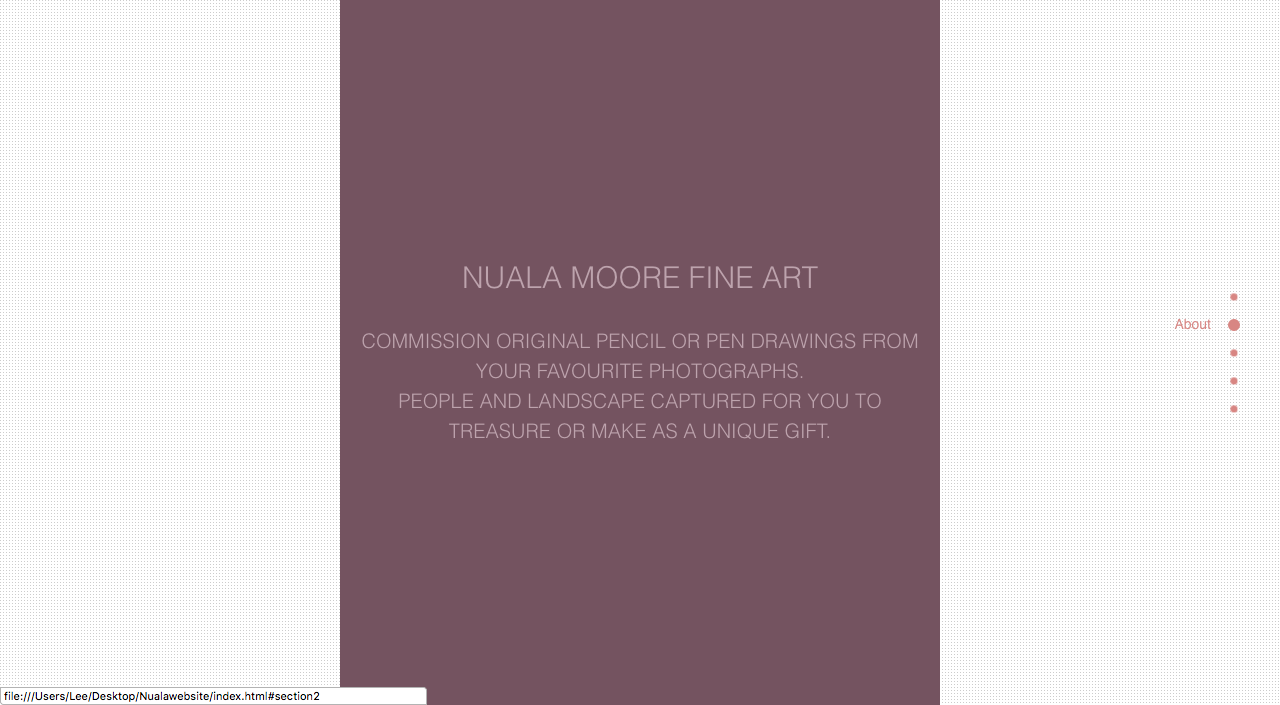 NUALA MOORE FINE ART
About
COMMISSION ORIGINAL PENCIL OR PEN DRAWINGS FROM
YOUR FAVOURITE PHOTOGRAPHS.
PEOPLE AND LANDSCAPE CAPTURED FOR YOU TO
TREASURE OR MAKE AS A UNIQUE GIFT.
file:///Users/Lee/Desktop/Nualawebsite/index.html#section2